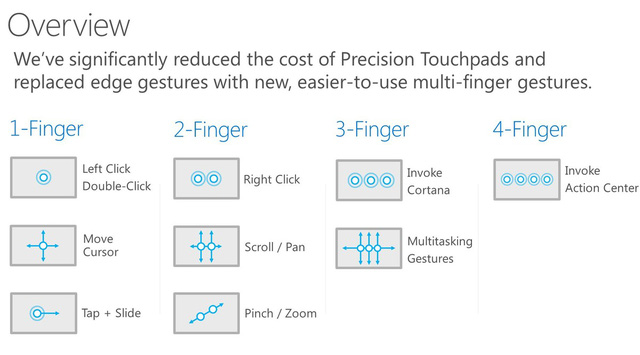 Overview
We've significantly reduced the cost of Precision Touchpads and
replaced edge gestures with new, easier-to-use multi-finger gestures.
1-Finger
Left Click
Double-Click
Move
Cursor
Tap + Slide
2-Finger
Right Click
Scroll / Pan
Pinch / Zoom
3-Finger
Invoke
Cortana
Multitasking
Gestures
4-Finger
Invoke
Action Center